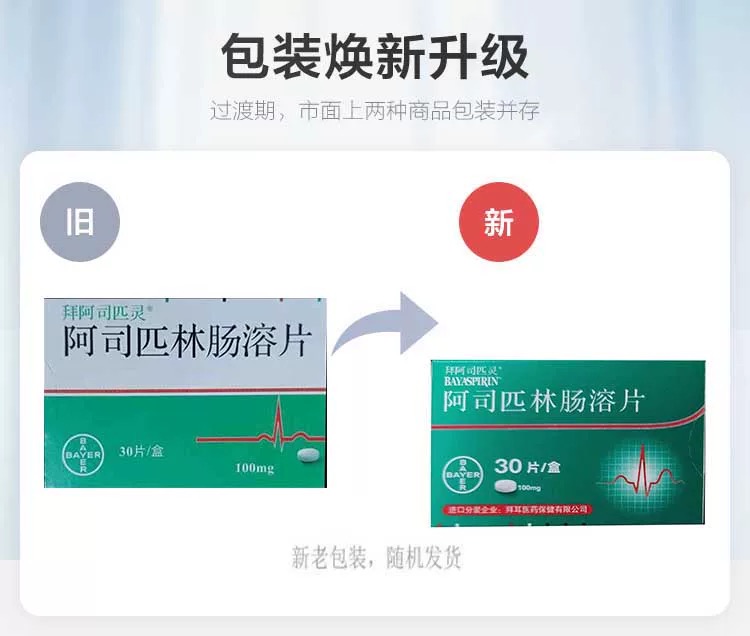 包装焕新升级
过渡期，市面上两种商品包装并存
旧
新
拜阿司匹灵®
阿司匹林肠溶片
BAYER
BAYER
30片/盒
100mg
拜阿司匹灵®
BAYASPIRIN
阿司匹林肠溶片
BAYER
BAYER
30片/盒
100mg
进口分装企业：拜耳医药保健有限公司
新老包装，随机发货